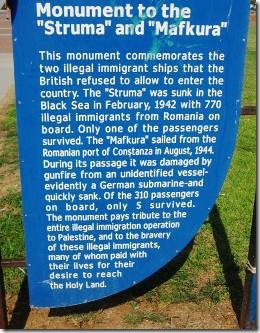 Monument to the
"Struma" and "Mafkura"
This monument commemorates the
two illegal immigrant ships that the
British refused to allow to enter the
country. The "Struma" was sunk in the
Black Sea in February, 1942 with 770
illegal immigrants from Romania on
board. Only one of the passengers
survived. The "Mafkura" sailed from the
Romanian port of Constanza in August, 1944.
During its passage it was damaged by
gunfire from an unidentified vessel-
evidently a German submarine-and
quickly sank. Of the 310 passengers
on board, only 5 survived.
The monument pays tribute to the
entire illegal immigration operation
to Palestine, and to the bravery
of these illegal immigrants,
many of whom paid with
their lives for their
desire to reach
the Holy Land.